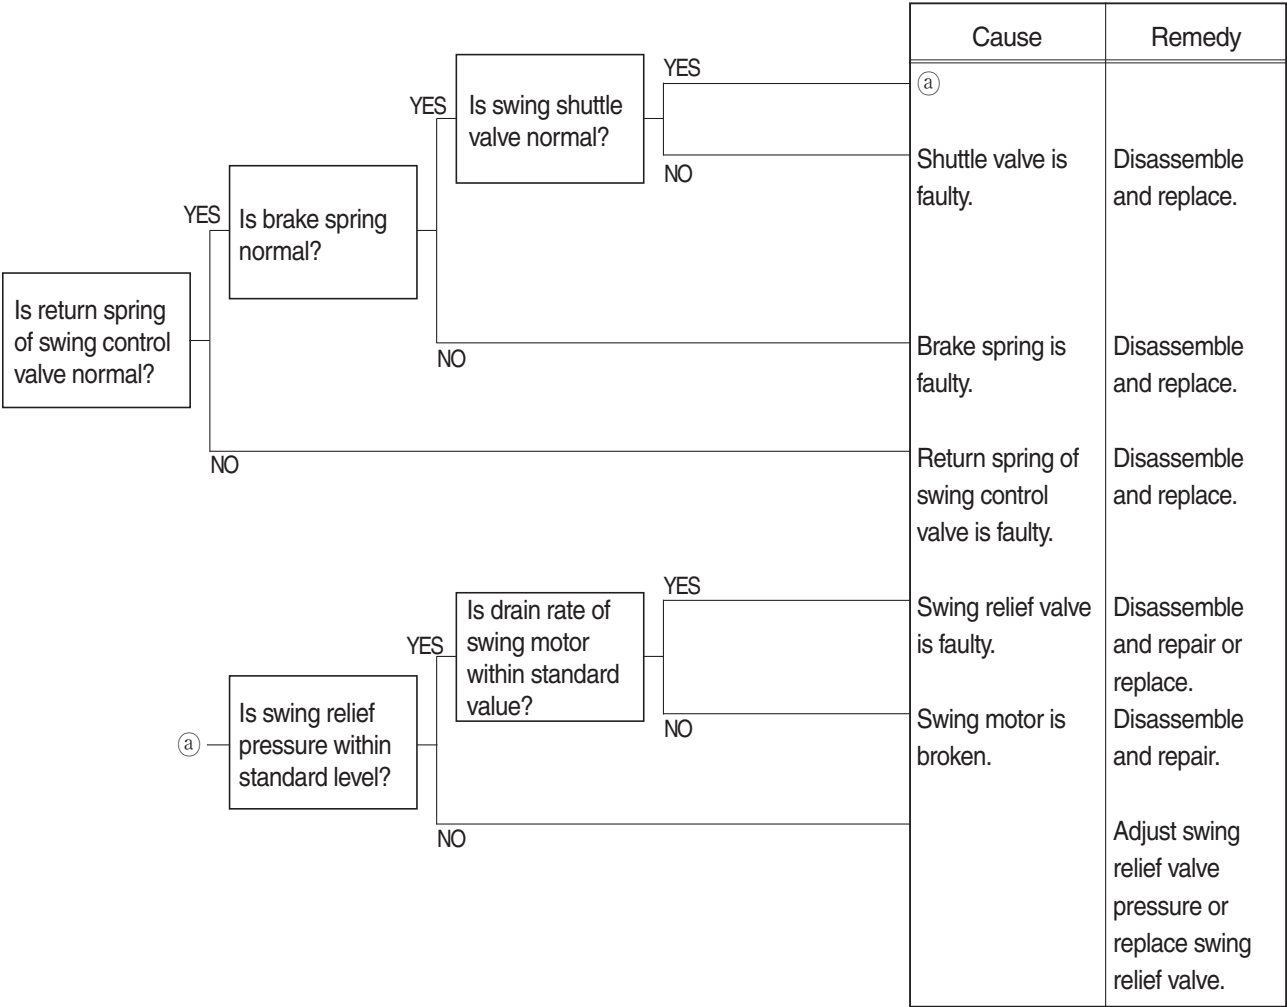 Cause
Remedy
YES
ⓐ
YES
Is swing shuttle
valve normal?
NO
Shuttle valve is
faulty.
Disassemble
and replace.
YES
Is brake spring
normal?
Is return spring
of swing control
valve normal?
NO
Brake spring is
faulty.
Disassemble
and replace.
NO
Return spring of
swing control
valve is faulty.
Disassemble
and replace.
YES
Is drain rate of
swing motor
within standard
value?
YES
Swing relief valve
is faulty.
Disassemble
and repair or
replace.
ⓐ
Is swing relief
pressure within
standard level?
NO
Swing motor is
broken.
Disassemble
and repair.
NO
Adjust swing
relief valve
pressure or
replace swing
relief valve.